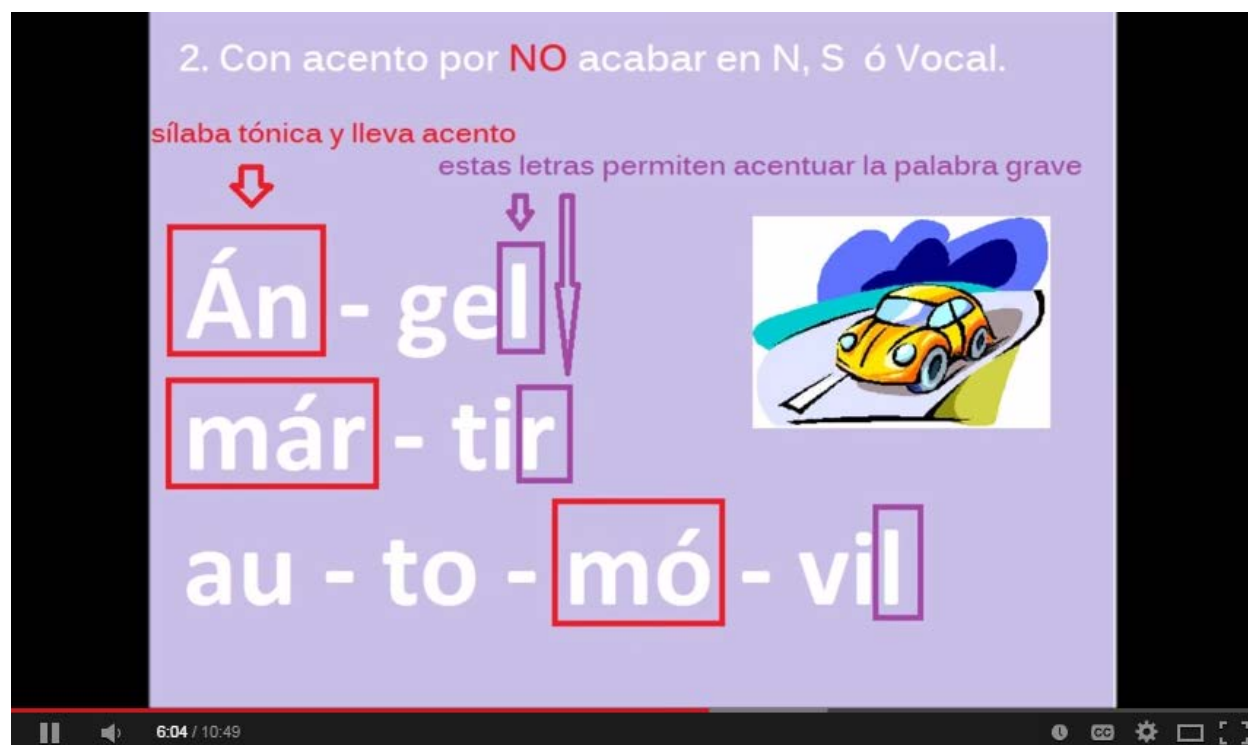 2. Con acento por NO acabar en N, S ó Vocal.
sílaba tónica y lleva acento
estas letras permiten acentuar la palabra grave
Án - gel
már - tir
au - to - mó - vil
6:04 / 10:49
CC